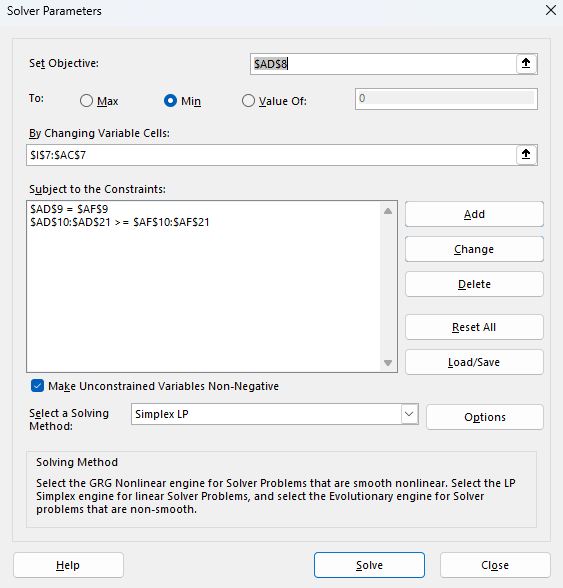 Solver Parameters
Set Objective:
$AD$8
To:
Max
Min
Value Of:
0
By Changing Variable Cells:
$I$7:$AC$7
Subject to the Constraints:
$AD$9 = $AF$9
$AD$10:$AD$21 >= $AF$10:$AF$21
Add
Change
Delete
Reset All
Load/Save
Make Unconstrained Variables Non-Negative
Select a Solving
Method:
Simplex LP
Options
Solving Method
Select the GRG Nonlinear engine for Solver Problems that are smooth nonlinear. Select the LP
Simplex engine for linear Solver Problems, and select the Evolutionary engine for Solver
problems that are non-smooth.
Help
Solve
Close